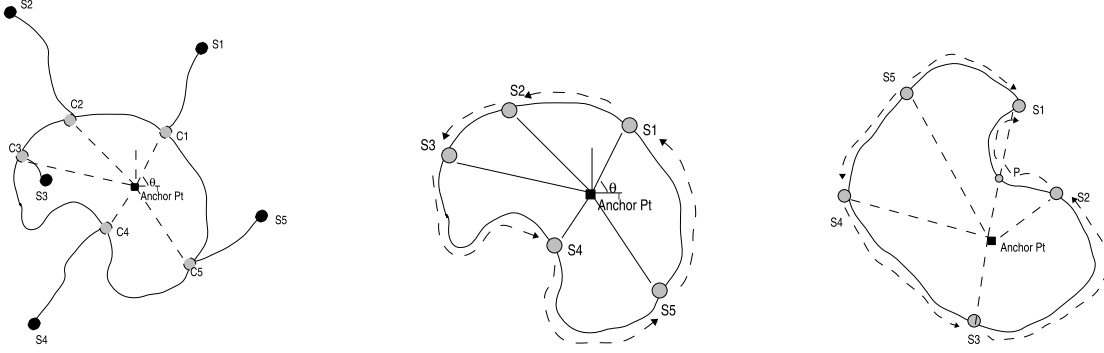 S2
S1
C2
C1
C3
θ
Anchor Pt
S3
C4
S5
C5
S4
S2
S1
S3
θ
Anchor Pt
S4
S5
S5
S1
P
S2
S4
Anchor Pt
S3